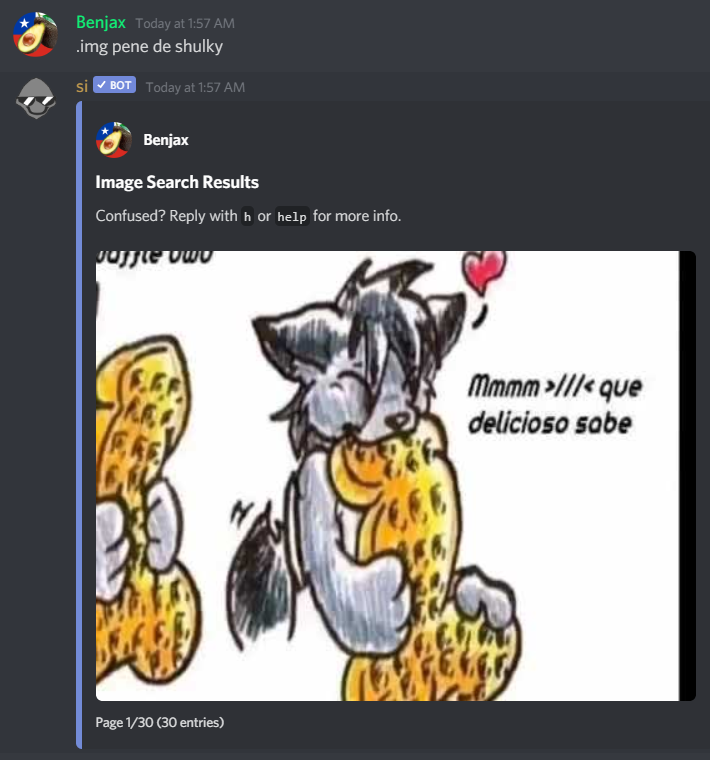 Benjax Today at 1:57 AM
.img pene de shulky
si ✓ BOT Today at 1:57 AM
Benjax
Image Search Results
Confused? Reply with h or help for more info.
waffle uwu
Mmmm >///< que
delicioso sabe
Page 1/30 (30 entries)